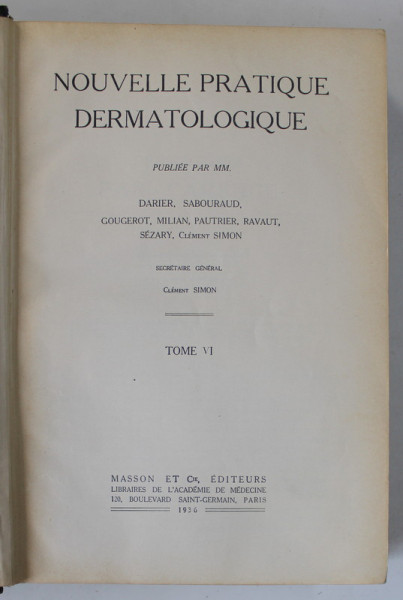 NOUVELLE PRATIQUE
DERMATOLOGIQUE
PUBLIÉE PAR MM.
DARIER, SABOURAUD,
GOUGEROT, MILIAN, PAUTRIER, RAVAUT,
SÉZARY, CLÉMENT SIMON
SECRÉTAIRE GÉNÉRAL
CLÉMENT SIMON
TOME VI
MASSON ET CIE, ÉDITEURS
LIBRAIRES DE L'ACADÉMIE DE MÉDECINE
120, BOULEVARD SAINT-GERMAIN, PARIS
1936